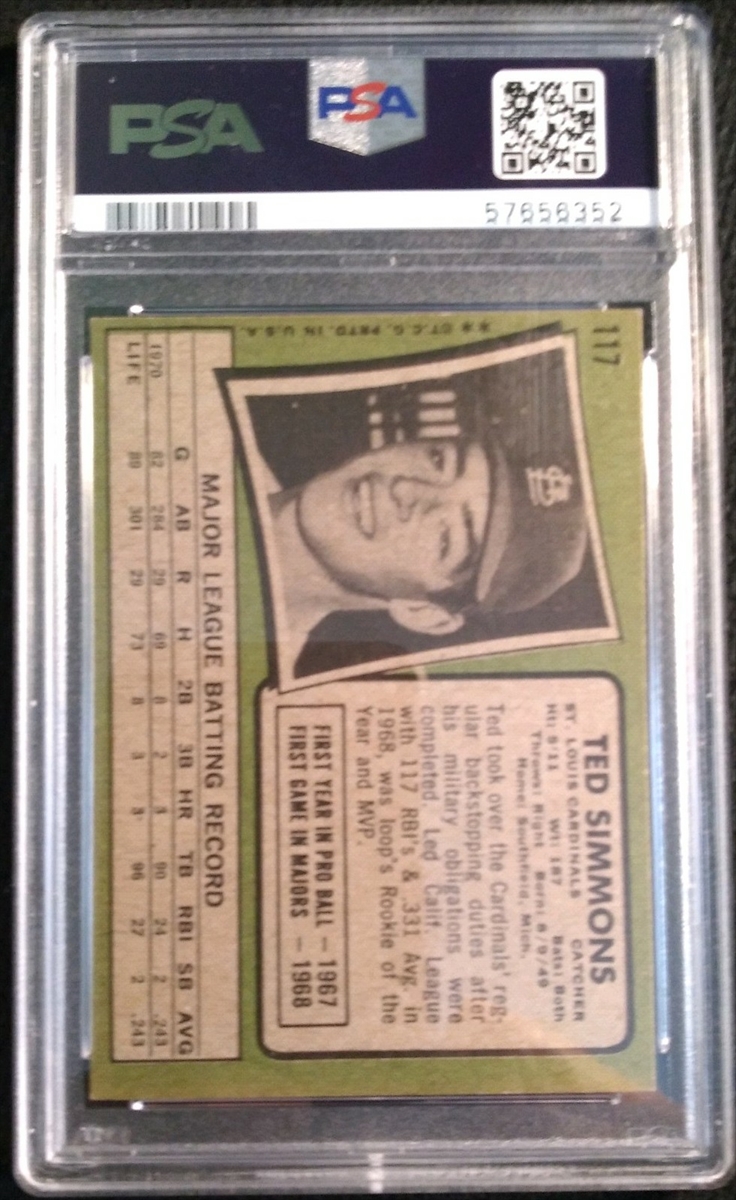 PSA
PSA
57656352
117
**©T.C.G. PRTD. IN U.S.A.
TED SIMMONS
ST. LOUIS CARDINALS CATCHER
Ht: 5'11 Wt: 187 Bats: Both
Throws: Right Born: 8/9/49
Home: Southfield, Mich.
Ted took over the Cardinals' reg-
ular backstopping duties after
his military obligations were
completed. Led Calif. League
with 117 RBI's & .331 Avg. in
1968, was loop's Rookie of the
Year and MVP.
FIRST YEAR IN PRO BALL — 1967
FIRST GAME IN MAJORS — 1968
MAJOR LEAGUE BATTING RECORD
G AB R H 2B 3B HR TB RBI SB AVG
1970 82 284 29 69 8 2 3 90 24 2 .243
LIFE 89 301 29 73 8 3 3 96 27 2 .243